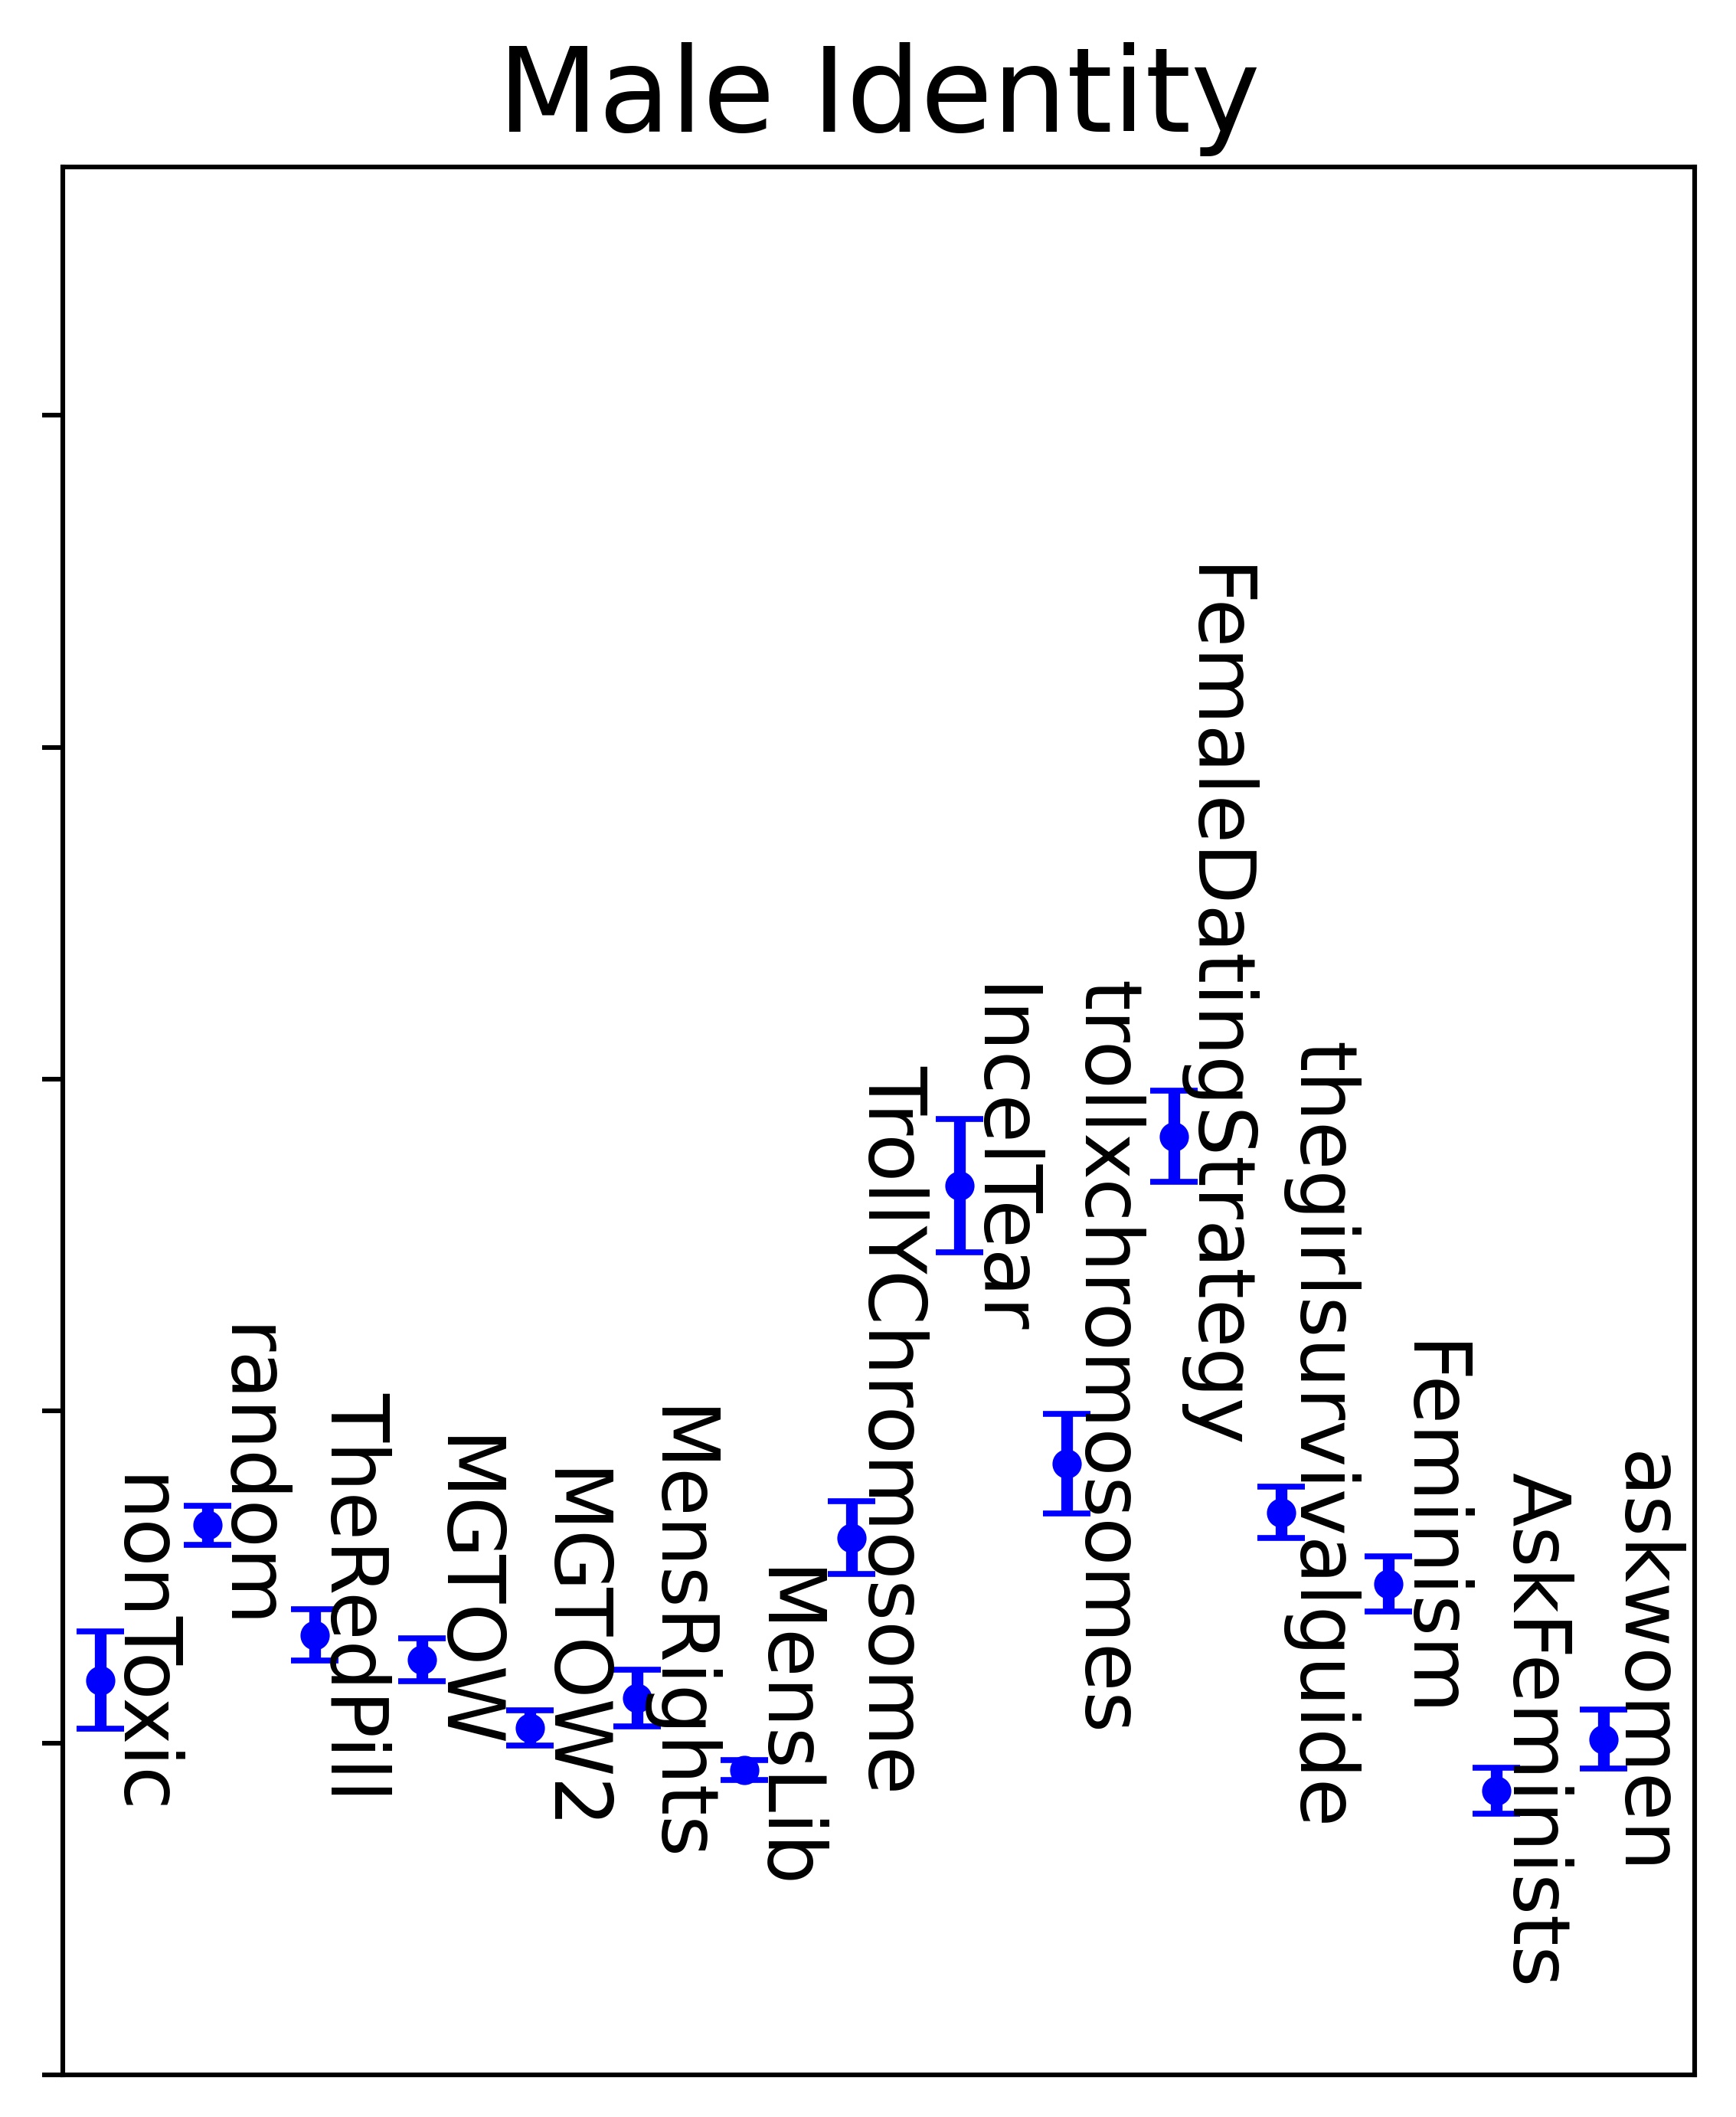 Male Identity
nonToxic
random
TheRedPill
MGTOW
MGTOW2
MensRights
MensLib
TrollYChromosome
IncelTear
trollxchromosomes
FemaleDatingStrategy
thegirlsurvivalguide
Feminism
AskFeminists
askwomen